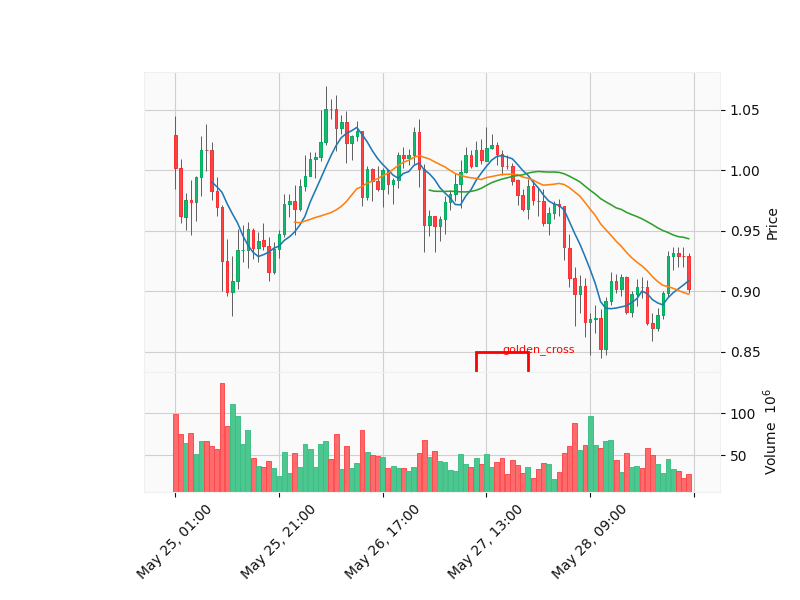 1.05
1.00
0.95
0.90
0.85
Price
golden_cross
100
50
Volume 10^6
May 25, 01:00
May 25, 21:00
May 26, 17:00
May 27, 13:00
May 28, 09:00